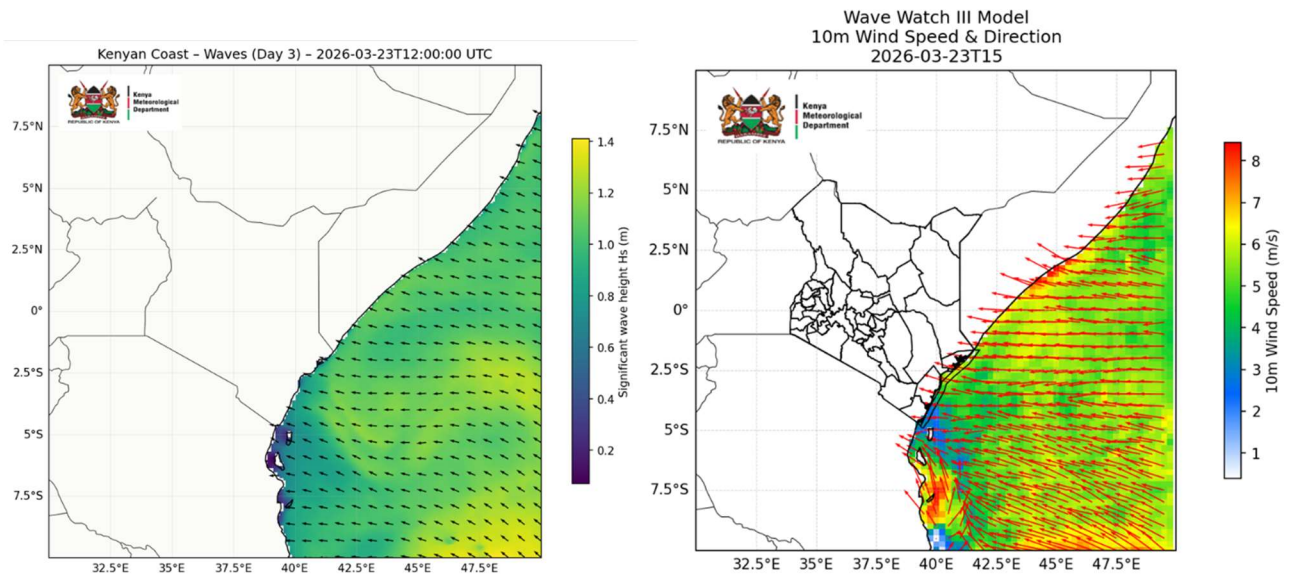 Kenyan Coast – Waves (Day 3) – 2026-03-23T12:00:00 UTC
Kenya
Meteorological
Department
REPUBLIC OF KENYA
7.5°N
5°N
2.5°N
0°
2.5°S
5°S
7.5°S
32.5°E 35°E 37.5°E 40°E 42.5°E 45°E 47.5°E
1.4
1.2
1.0
0.8
0.6
0.4
0.2
Significant wave height Hs (m)
Wave Watch III Model
10m Wind Speed & Direction
2026-03-23T15
Kenya
Meteorological
Department
REPUBLIC OF KENYA
7.5°N
5°N
2.5°N
0°
2.5°S
5°S
7.5°S
32.5°E 35°E 37.5°E 40°E 42.5°E 45°E 47.5°E
8
7
6
5
4
3
2
1
10m Wind Speed (m/s)